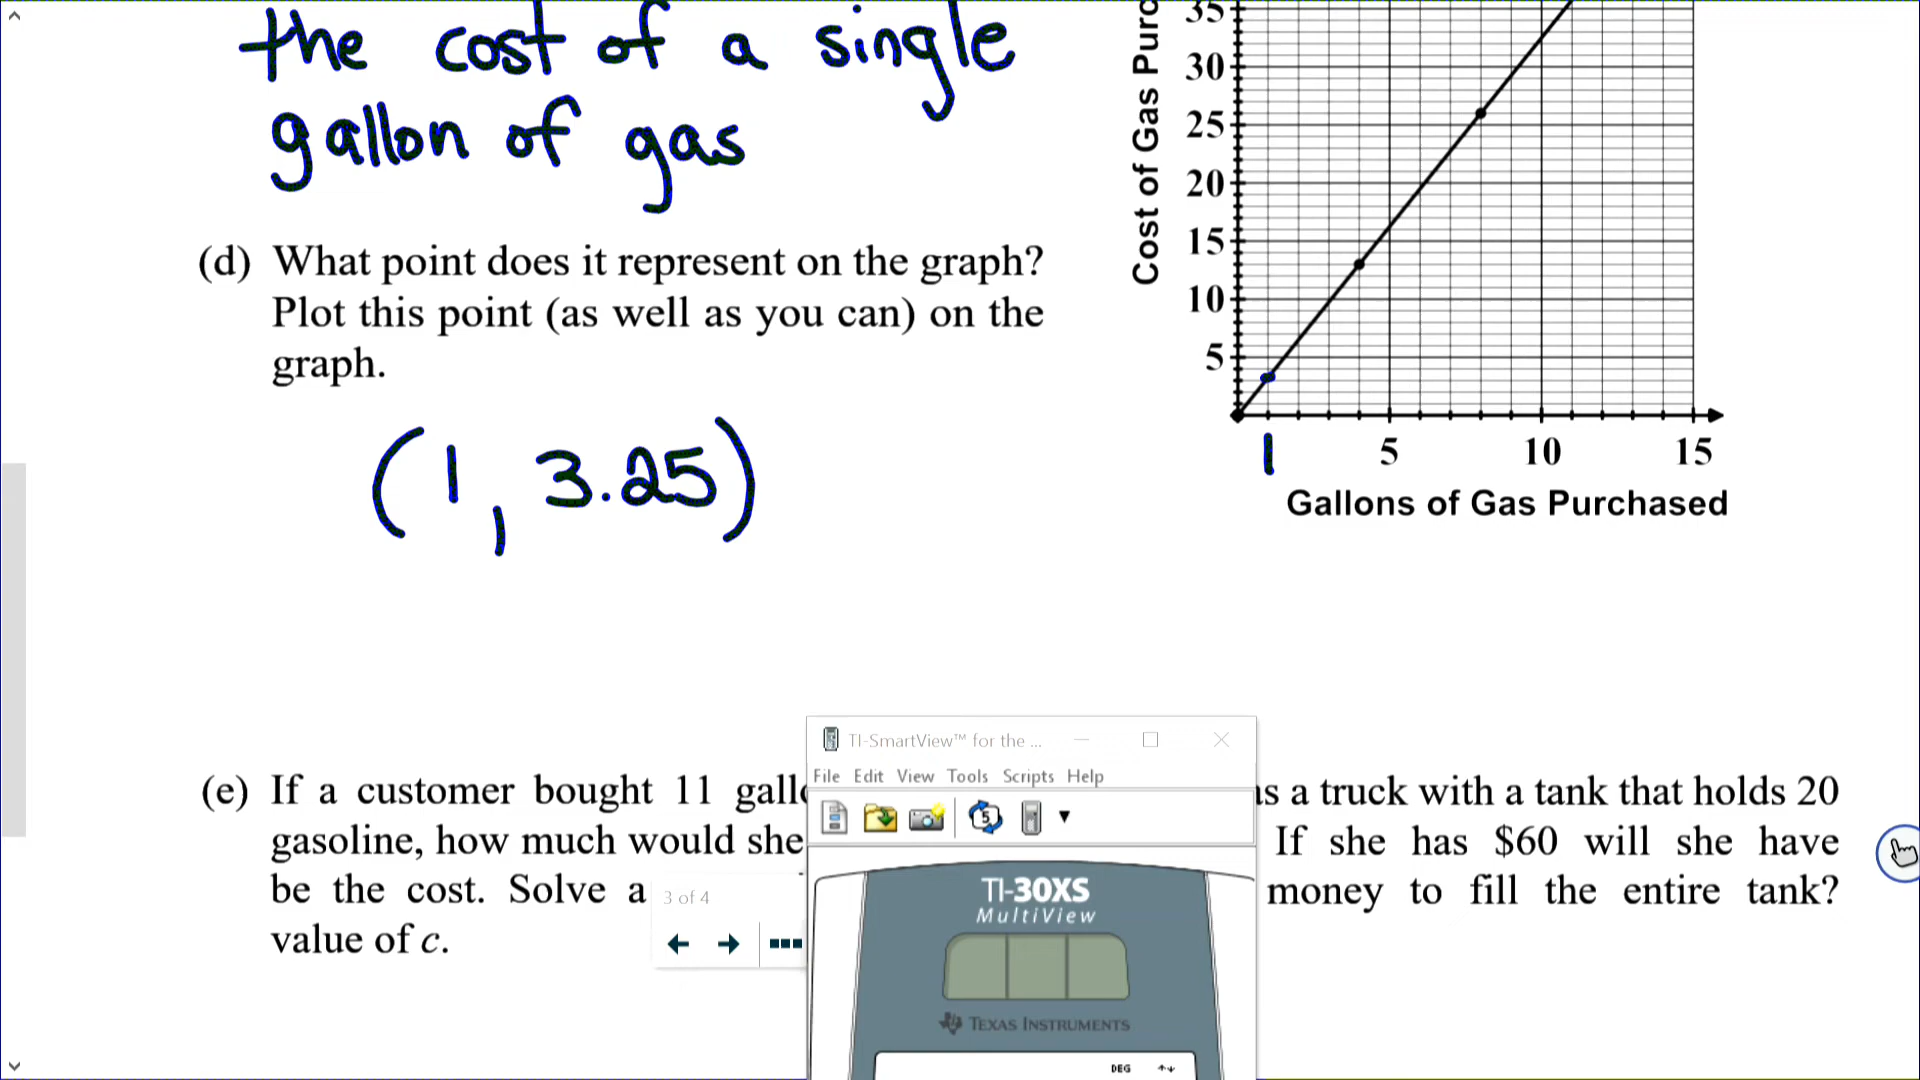 the cost of a single
gallon of gas
(d) What point does it represent on the graph?
Plot this point (as well as you can) on the
graph.
(1, 3.25)
Cost of Gas Purc
35
30
25
20
15
10
5
1 5 10 15
Gallons of Gas Purchased
(e) If a customer bought 11
gasoline, how much would she
be the cost. Solve a
value of c.
a truck with a tank that holds 20
If she has $60 will she have
money to fill the entire tank?
3 of 4
TI-SmartView™ for the ...
File Edit View Tools Scripts Help
5
TI-30XS
MultiView
TEXAS INSTRUMENTS
DEG